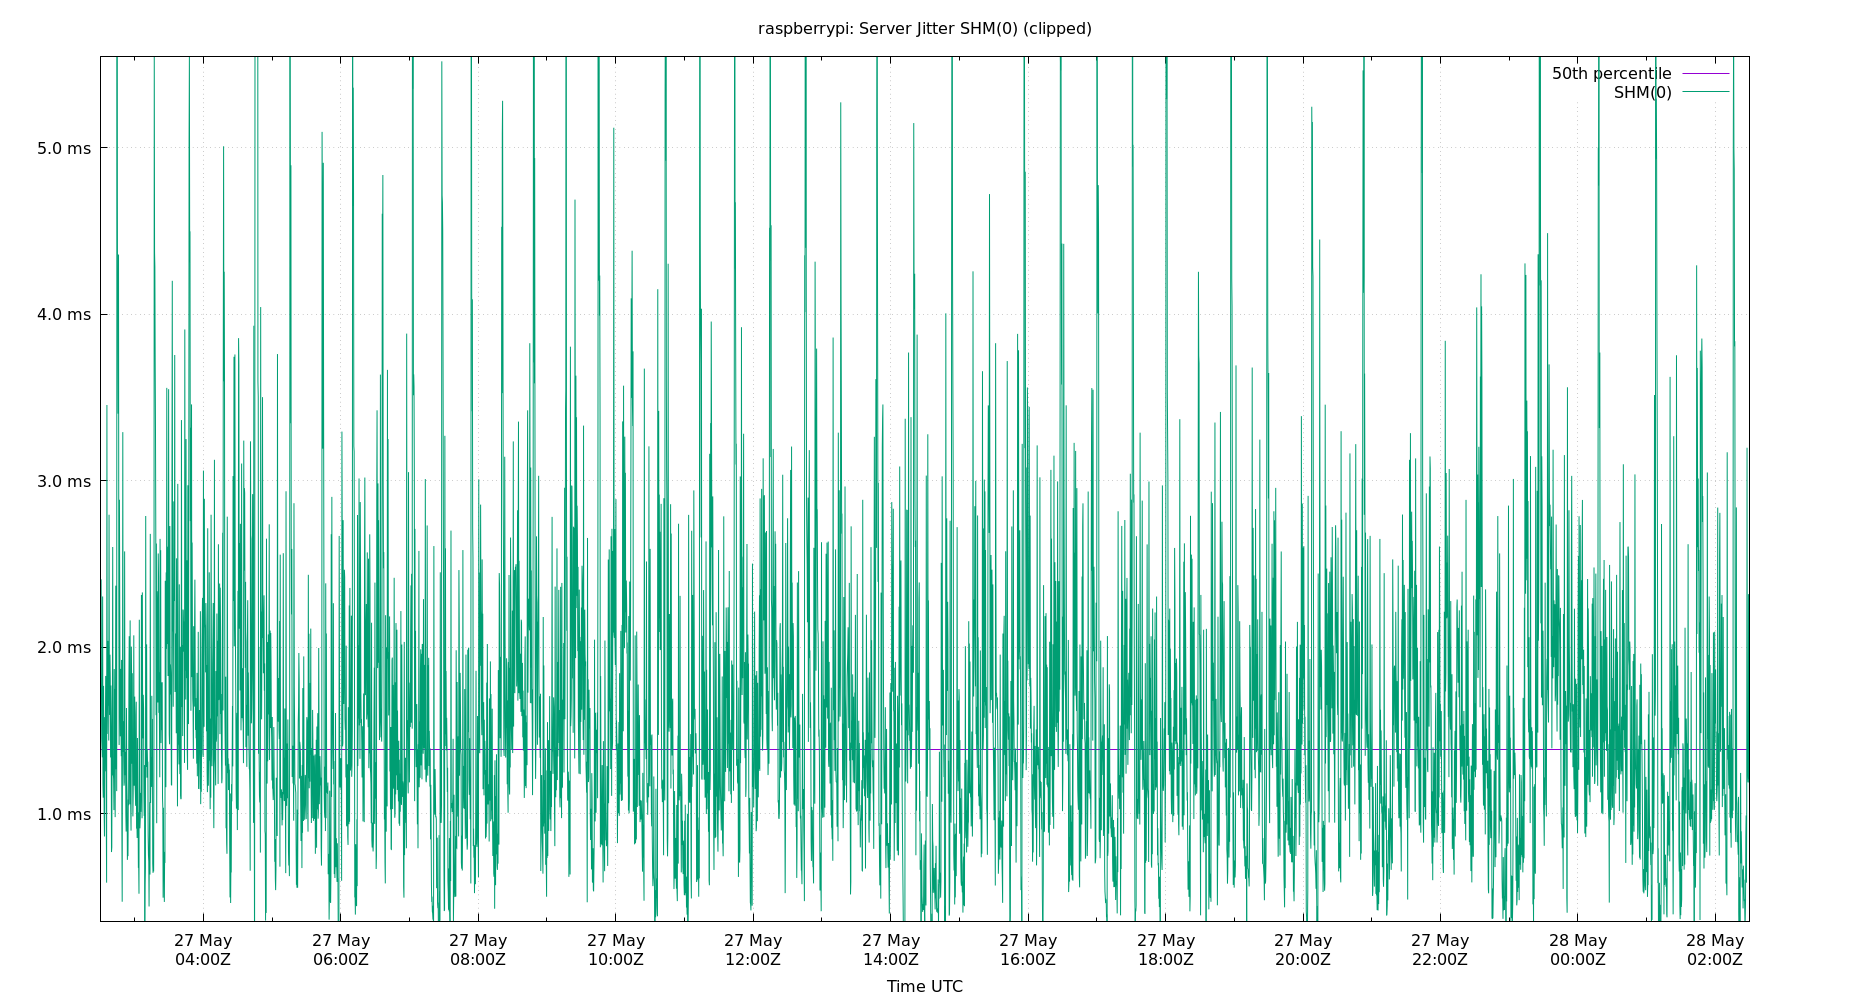 raspberrypi: Server Jitter SHM(0) (clipped)
50th percentile
SHM(0)
5.0 ms
4.0 ms
3.0 ms
2.0 ms
1.0 ms
27 May 27 May 27 May 27 May 27 May 27 May 27 May 27 May 27 May 27 May 28 May 28 May
04:00Z 06:00Z 08:00Z 10:00Z 12:00Z 14:00Z 16:00Z 18:00Z 20:00Z 22:00Z 00:00Z 02:00Z
Time UTC